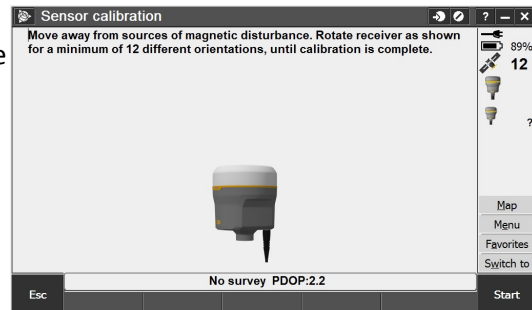 Sensor calibration
? – X
e
Move away from sources of magnetic disturbance. Rotate receiver as shown
for a minimum of 12 different orientations, until calibration is complete.
89%
12
?
Map
Menu
Favorites
Switch to
No survey PDOP:2.2
Esc
Start